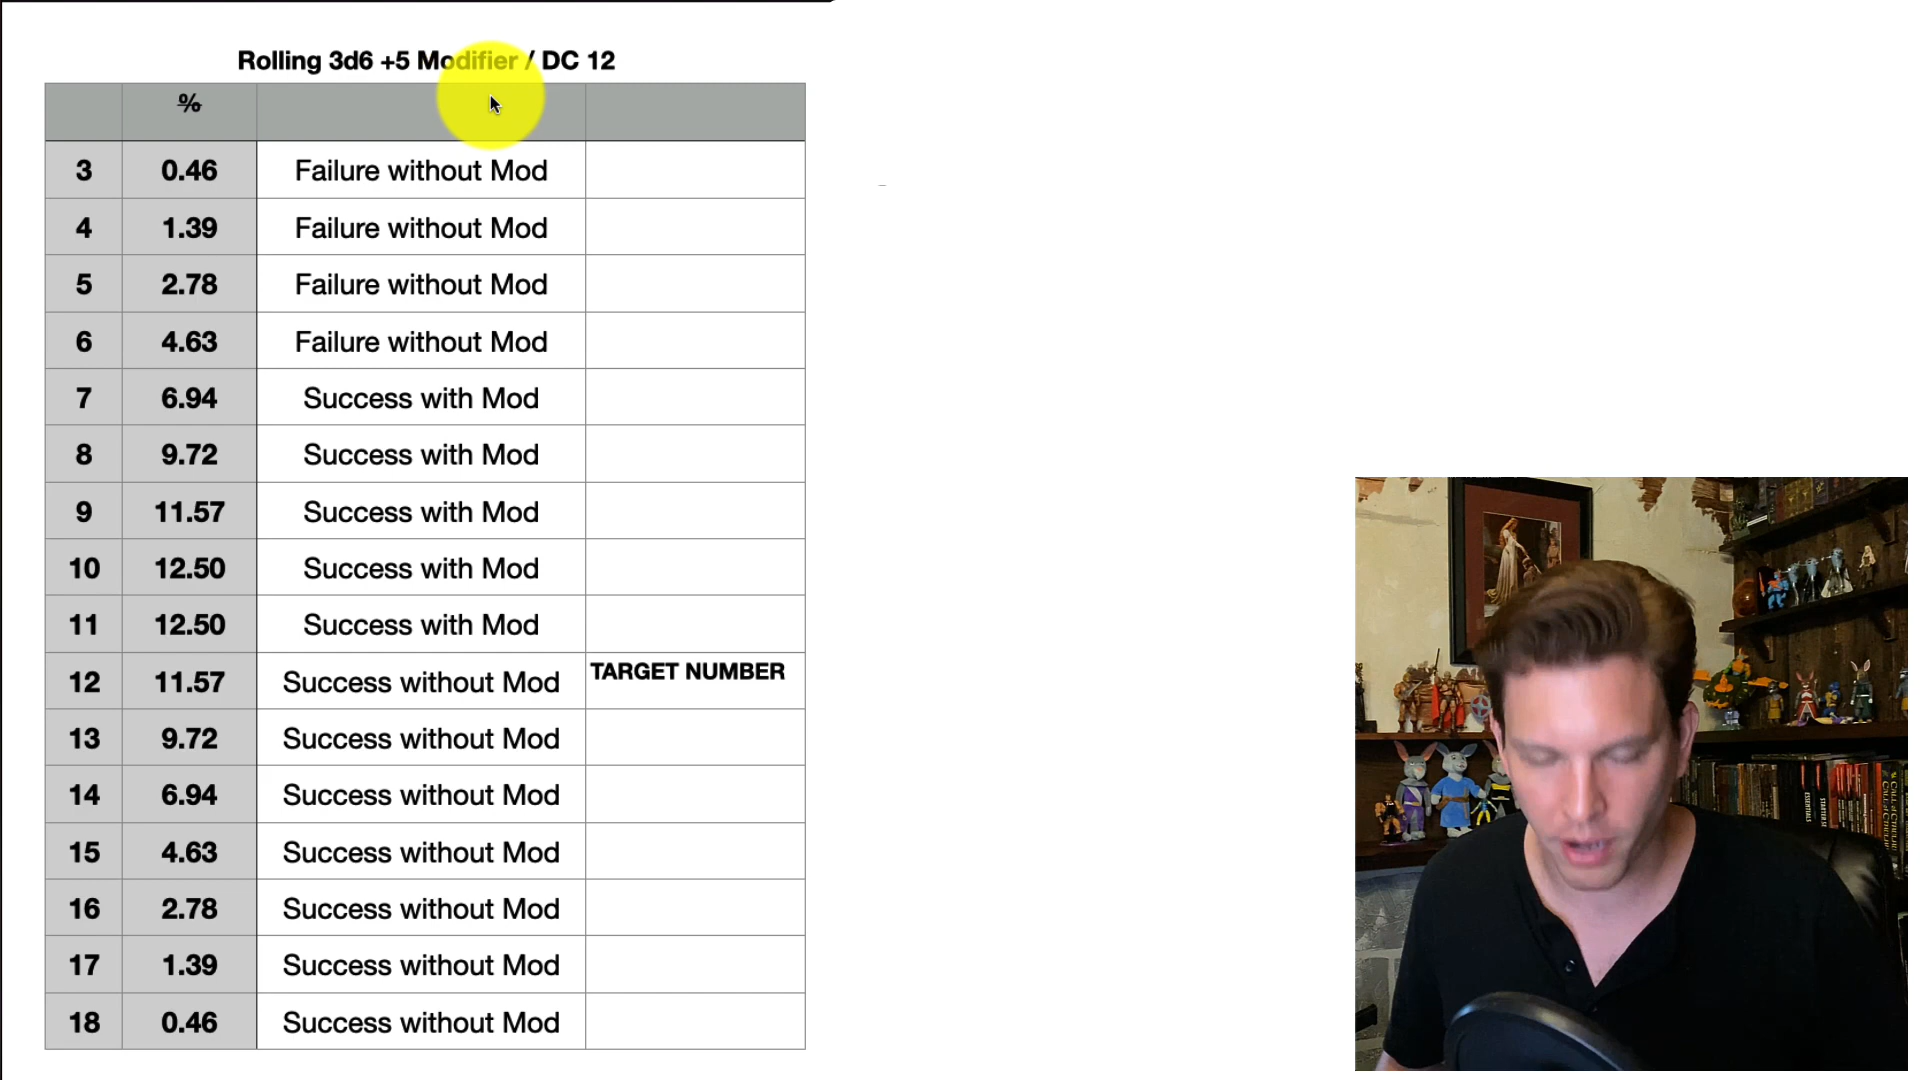 Rolling 3d6 +5 Modifier / DC 12
%
3 0.46 Failure without Mod
4 1.39 Failure without Mod
5 2.78 Failure without Mod
6 4.63 Failure without Mod
7 6.94 Success with Mod
8 9.72 Success with Mod
9 11.57 Success with Mod
10 12.50 Success with Mod
11 12.50 Success with Mod
12 11.57 Success without Mod TARGET NUMBER
13 9.72 Success without Mod
14 6.94 Success without Mod
15 4.63 Success without Mod
16 2.78 Success without Mod
17 1.39 Success without Mod
18 0.46 Success without Mod
ESSENTIALS
CALL OF CTHULHU